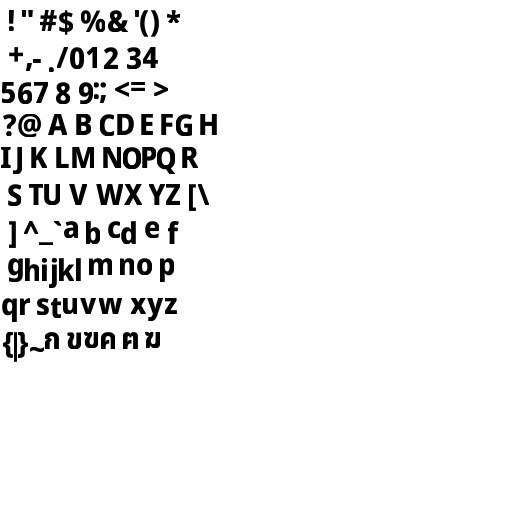 ! " #$ %& '() *
+,- ./012 34
567 8 9:; <= >
?@ A B CD E FG H
IJ K LM NOPQ R
S TU V WX YZ [\
] ^_`a b cd e f
ghijkl m no p
qr stuvw xyz
{|}~ก ขฃค ฅ ฆ